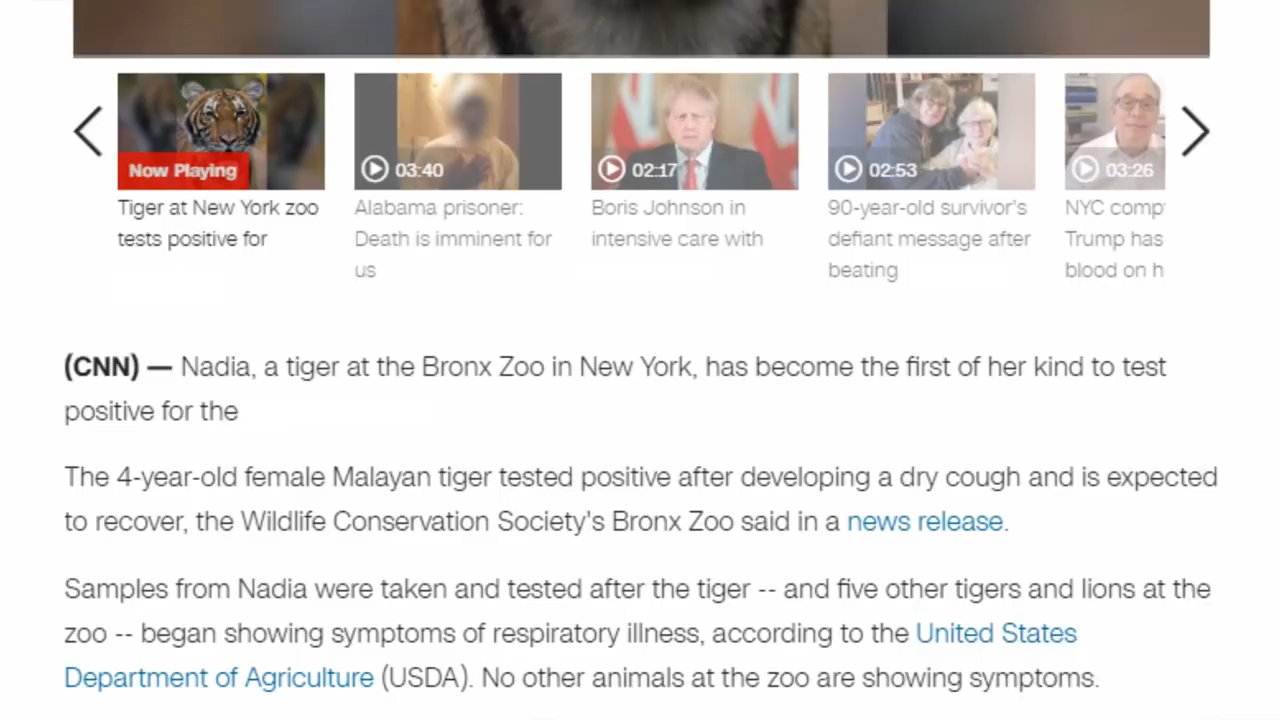 Now Playing
03:40
02:17
02:53
03:26
Tiger at New York zoo
tests positive for
Alabama prisoner:
Death is imminent for
us
Boris Johnson in
intensive care with
90-year-old survivor's
defiant message after
beating
NYC comp
Trump has
blood on h
(CNN) — Nadia, a tiger at the Bronx Zoo in New York, has become the first of her kind to test
positive for the
The 4-year-old female Malayan tiger tested positive after developing a dry cough and is expected
to recover, the Wildlife Conservation Society's Bronx Zoo said in a news release.
Samples from Nadia were taken and tested after the tiger -- and five other tigers and lions at the
zoo -- began showing symptoms of respiratory illness, according to the United States
Department of Agriculture (USDA). No other animals at the zoo are showing symptoms.